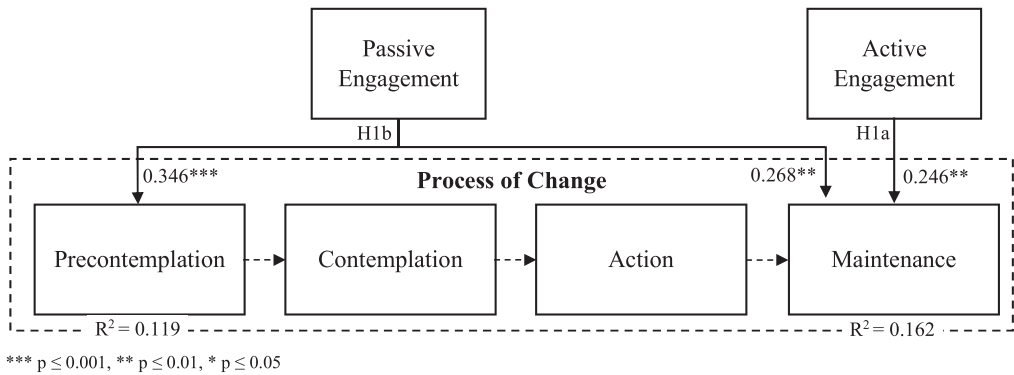 Passive
Engagement
Active
Engagement
H1b
H1a
0.346***
Process of Change
0.268**
0.246**
Precontemplation
Contemplation
Action
Maintenance
R² = 0.119
R² = 0.162
*** p ≤ 0.001, ** p ≤ 0.01, * p ≤ 0.05